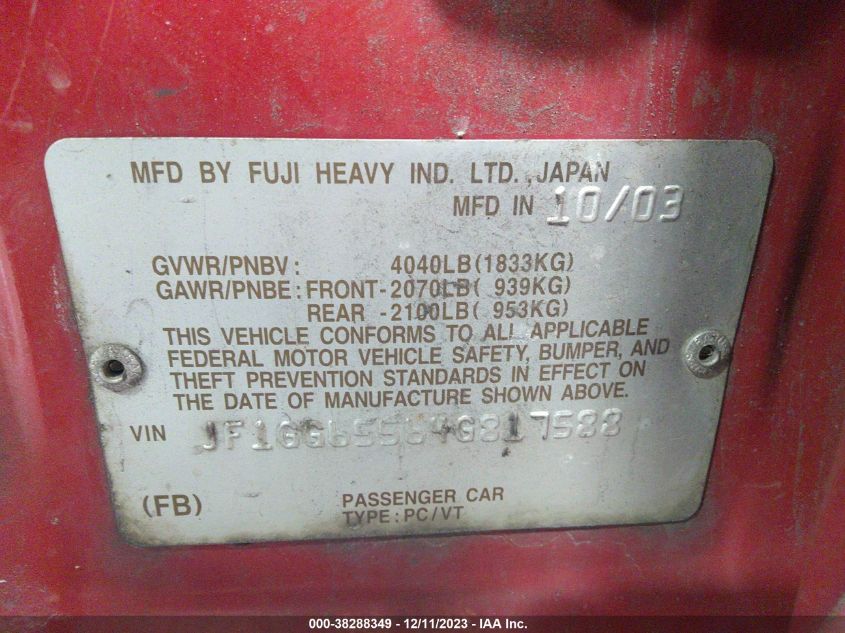 MFD BY FUJI HEAVY IND. LTD., JAPAN
MFD IN 10/03
GVWR/PNBV: 4040LB(1833KG)
GAWR/PNBE: FRONT-2070LB( 939KG)
REAR -2100LB( 953KG)
THIS VEHICLE CONFORMS TO ALL APPLICABLE
FEDERAL MOTOR VEHICLE SAFETY, BUMPER, AND
THEFT PREVENTION STANDARDS IN EFFECT ON
THE DATE OF MANUFACTURE SHOWN ABOVE.
VIN JF1GG65564G817588
(FB) PASSENGER CAR
TYPE: PC/VT
000-38288349 - 12/11/2023 - IAA Inc.